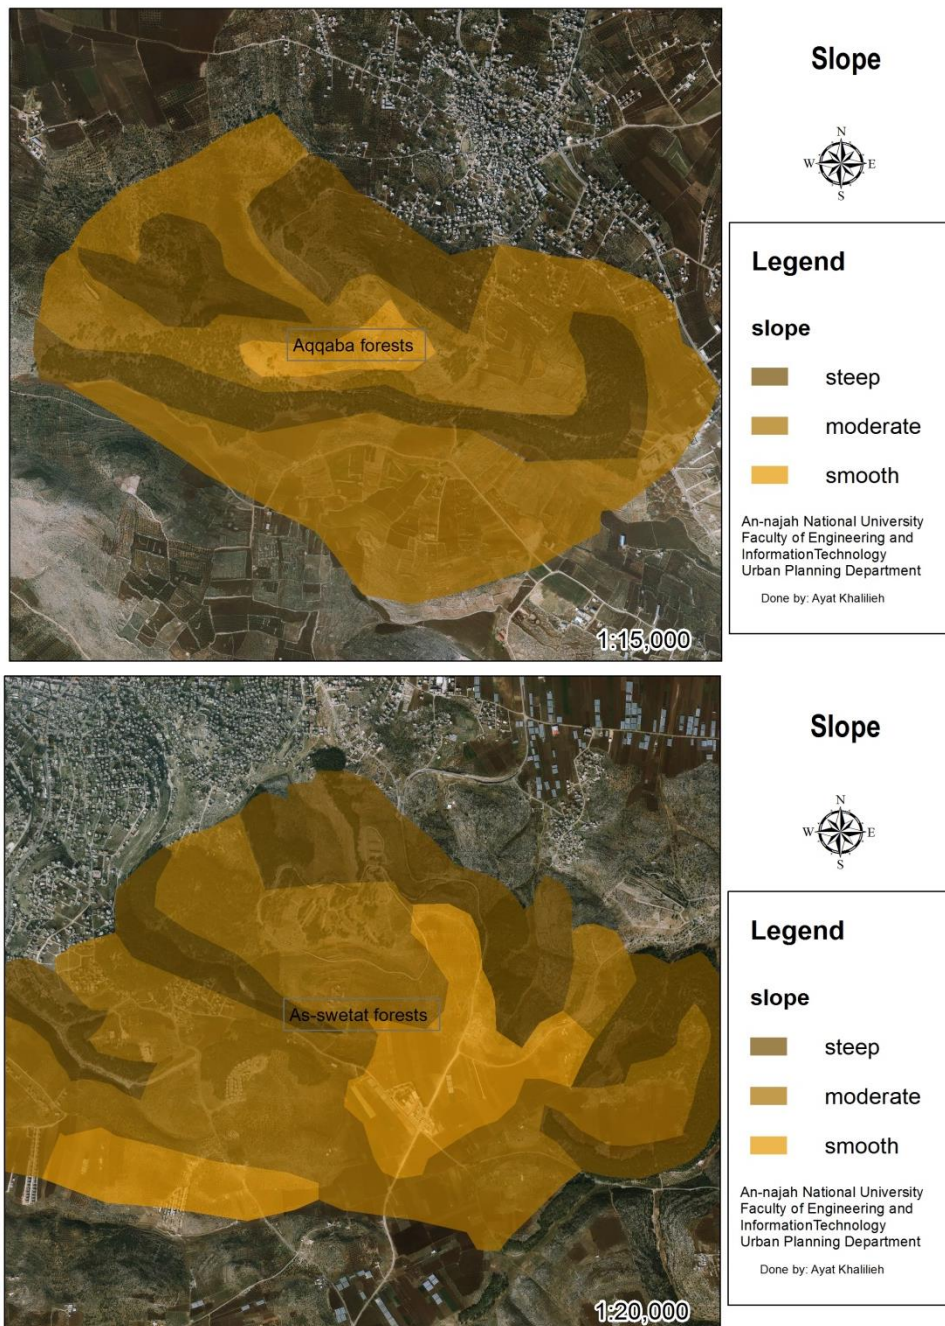 Slope
N
W E
S
Legend
slope
steep
moderate
smooth
An-najah National University
Faculty of Engineering and
InformationTechnology
Urban Planning Department
Done by: Ayat Khalilieh
Aqqaba forests
1:15,000
Slope
N
W E
S
Legend
slope
steep
moderate
smooth
An-najah National University
Faculty of Engineering and
InformationTechnology
Urban Planning Department
Done by: Ayat Khalilieh
As-swetat forests
1:20,000